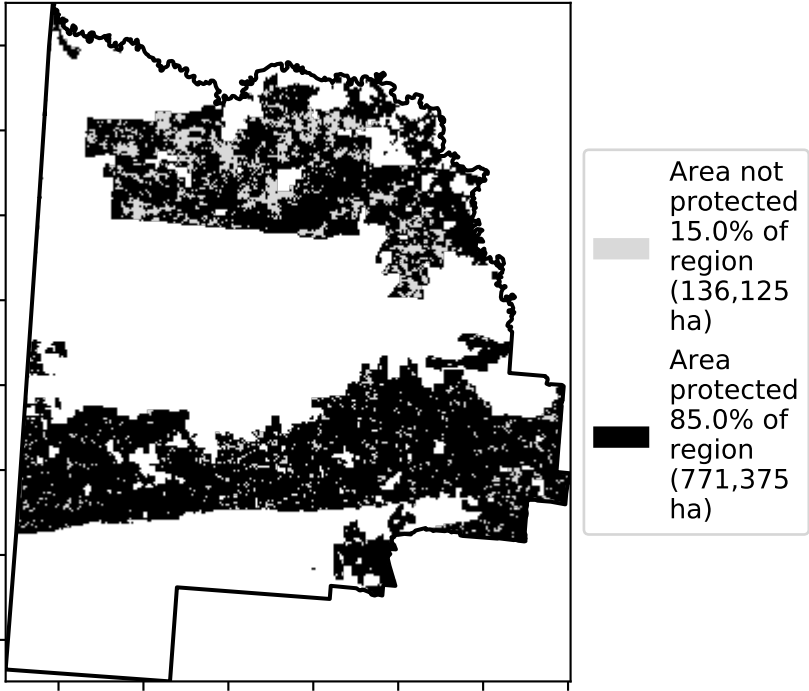 Area not
protected
15.0% of
region
(136,125
ha)
Area
protected
85.0% of
region
(771,375
ha)